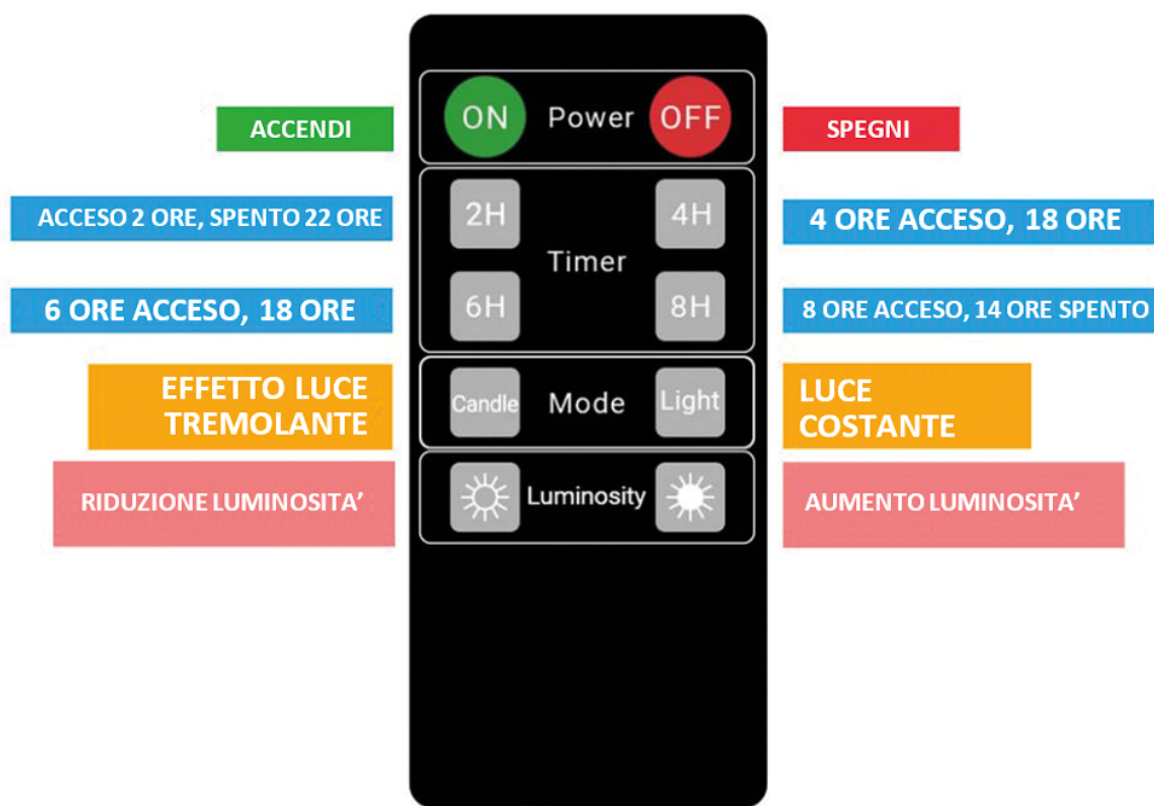 ACCENDI
ON Power OFF
SPEGNI
ACCESO 2 ORE, SPENTO 22 ORE
2H
4H
4 ORE ACCESO, 18 ORE
Timer
6 ORE ACCESO, 18 ORE
6H
8H
8 ORE ACCESO, 14 ORE SPENTO
EFFETTO LUCE
TREMOLANTE
Candle Mode Light
LUCE
COSTANTE
RIDUZIONE LUMINOSITA’
Luminosity
AUMENTO LUMINOSITA’